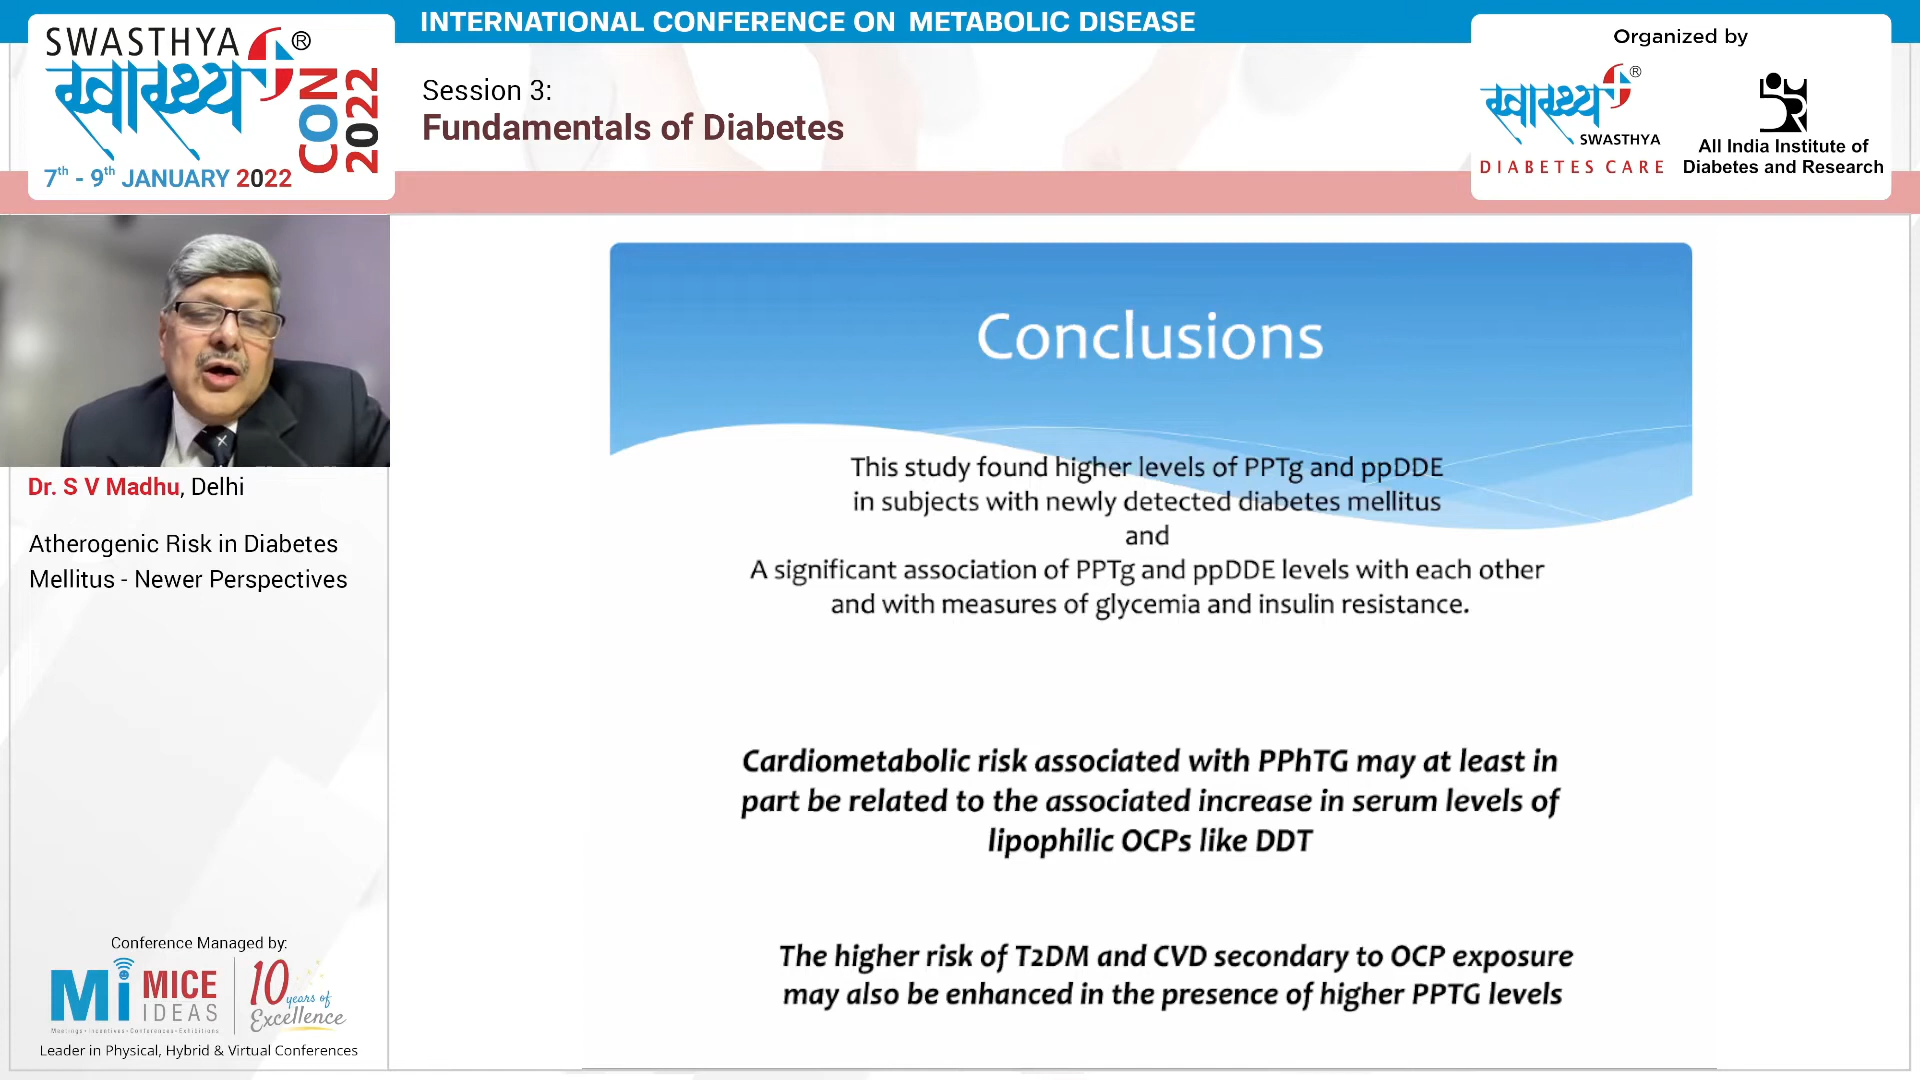 INTERNATIONAL CONFERENCE ON METABOLIC DISEASE
SWASTHYA
®
स्वास्थ्य
CON
2022
7th - 9th JANUARY 2022
Session 3:
Fundamentals of Diabetes
Organized by
स्वास्थ्य
®
SWASTHYA
DIABETES CARE
All India Institute of
Diabetes and Research
Dr. S V Madhu, Delhi
Atherogenic Risk in Diabetes
Mellitus - Newer Perspectives
Conclusions
This study found higher levels of PPTg and ppDDE
in subjects with newly detected diabetes mellitus
and
A significant association of PPTg and ppDDE levels with each other
and with measures of glycemia and insulin resistance.
Cardiometabolic risk associated with PPhTG may at least in
part be related to the associated increase in serum levels of
lipophilic OCPs like DDT
The higher risk of T2DM and CVD secondary to OCP exposure
may also be enhanced in the presence of higher PPTG levels
Conference Managed by:
Mi MICE
IDEAS
Meetings • Incentives • Conferences • Exhibitions
10
years of
Excellence
Leader in Physical, Hybrid & Virtual Conferences